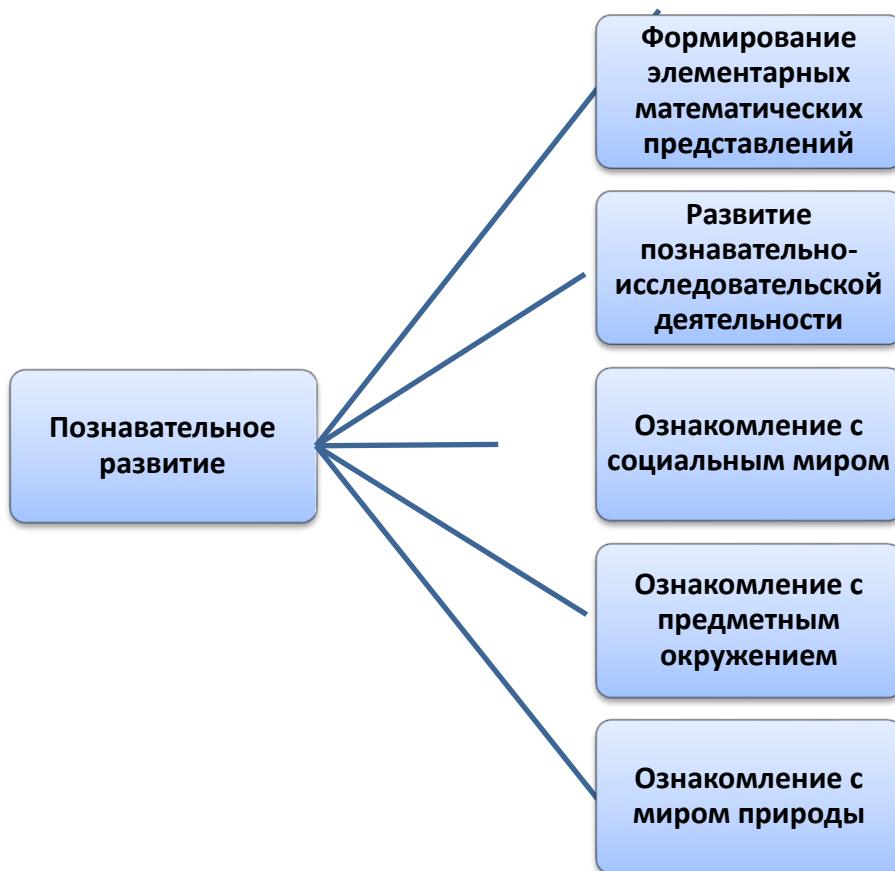 Формирование
элементарных
математических
представлений
Развитие
познавательно-
исследовательской
деятельности
Познавательное
развитие
Ознакомление с
социальным миром
Ознакомление с
предметным
окружением
Ознакомление с
миром природы